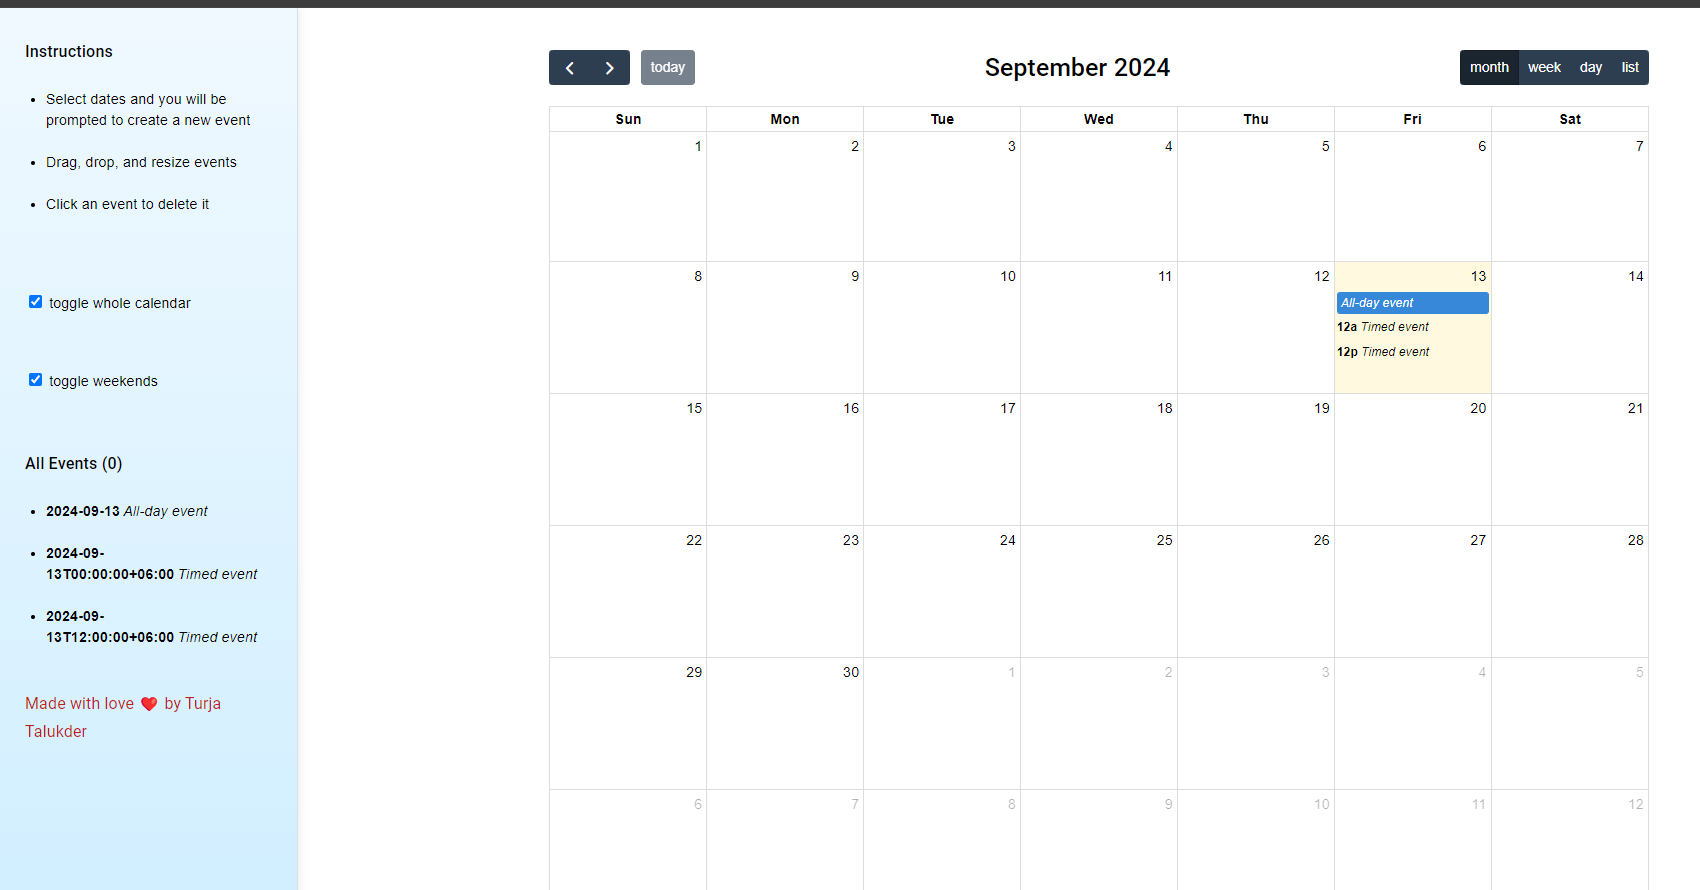 Instructions
Select dates and you will be
prompted to create a new event
Drag, drop, and resize events
Click an event to delete it
toggle whole calendar
toggle weekends
All Events (0)
2024-09-13 All-day event
2024-09-
13T00:00:00+06:00 Timed event
2024-09-
13T12:00:00+06:00 Timed event
Made with love ❤️ by Turja
Talukder
today
September 2024
month week day list
Sun Mon Tue Wed Thu Fri Sat
1 2 3 4 5 6 7
8 9 10 11 12 13 14
All-day event
12a Timed event
12p Timed event
15 16 17 18 19 20 21
22 23 24 25 26 27 28
29 30 1 2 3 4 5
6 7 8 9 10 11 12